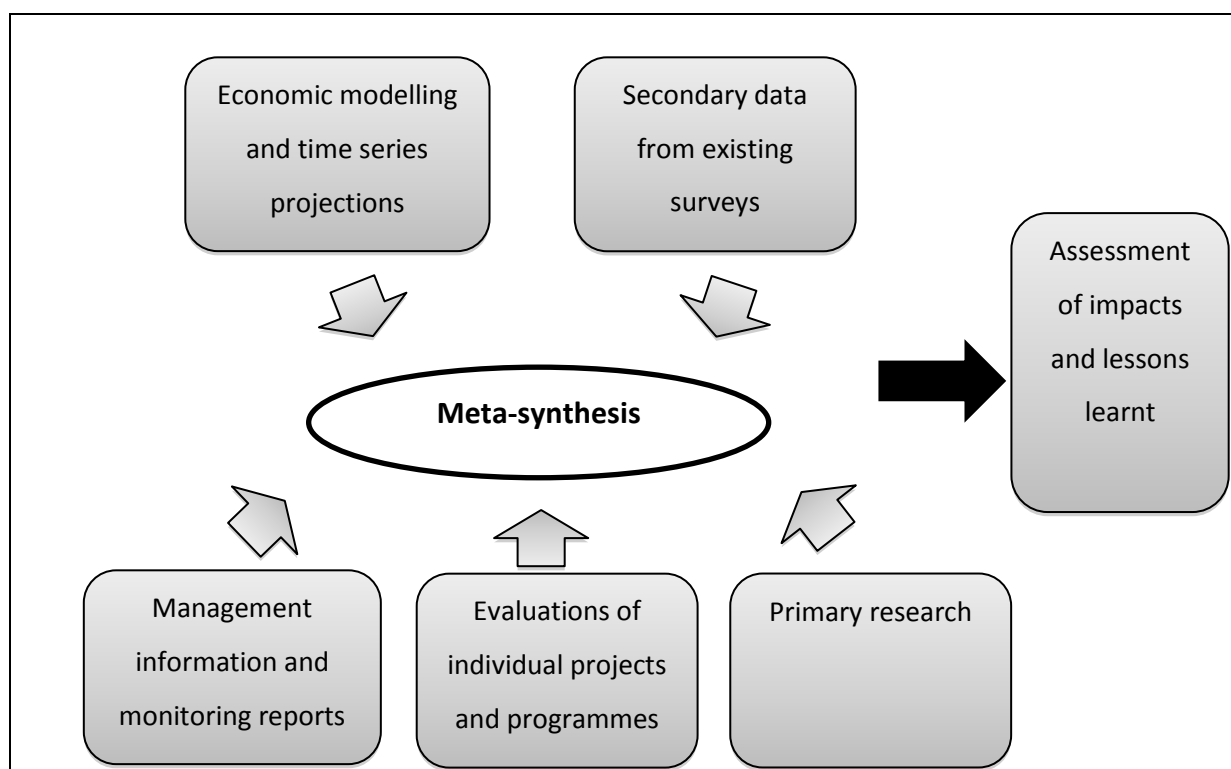 Economic modelling
and time series
projections
Secondary data
from existing
surveys
Assessment
of impacts
and lessons
learnt
Meta-synthesis
Management
information and
monitoring reports
Evaluations of
individual projects
and programmes
Primary research